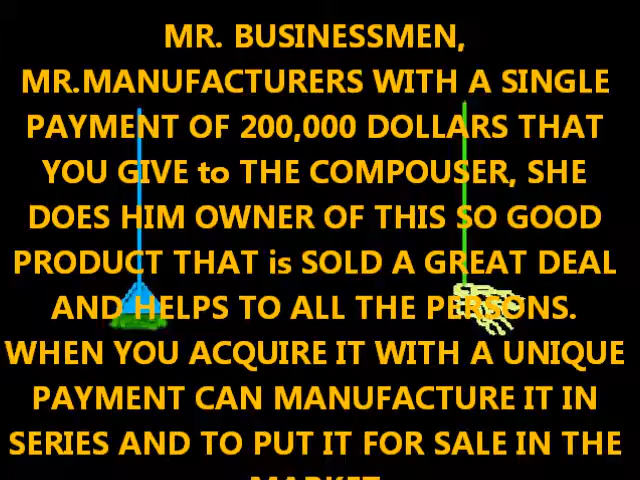 MR. BUSINESSMEN,
MR.MANUFACTURERS WITH A SINGLE
PAYMENT OF 200,000 DOLLARS THAT
YOU GIVE to THE COMPOUSER, SHE
DOES HIM OWNER OF THIS SO GOOD
PRODUCT THAT is SOLD A GREAT DEAL
AND HELPS TO ALL THE PERSONS.
WHEN YOU ACQUIRE IT WITH A UNIQUE
PAYMENT CAN MANUFACTURE IT IN
SERIES AND TO PUT IT FOR SALE IN THE
MARKET